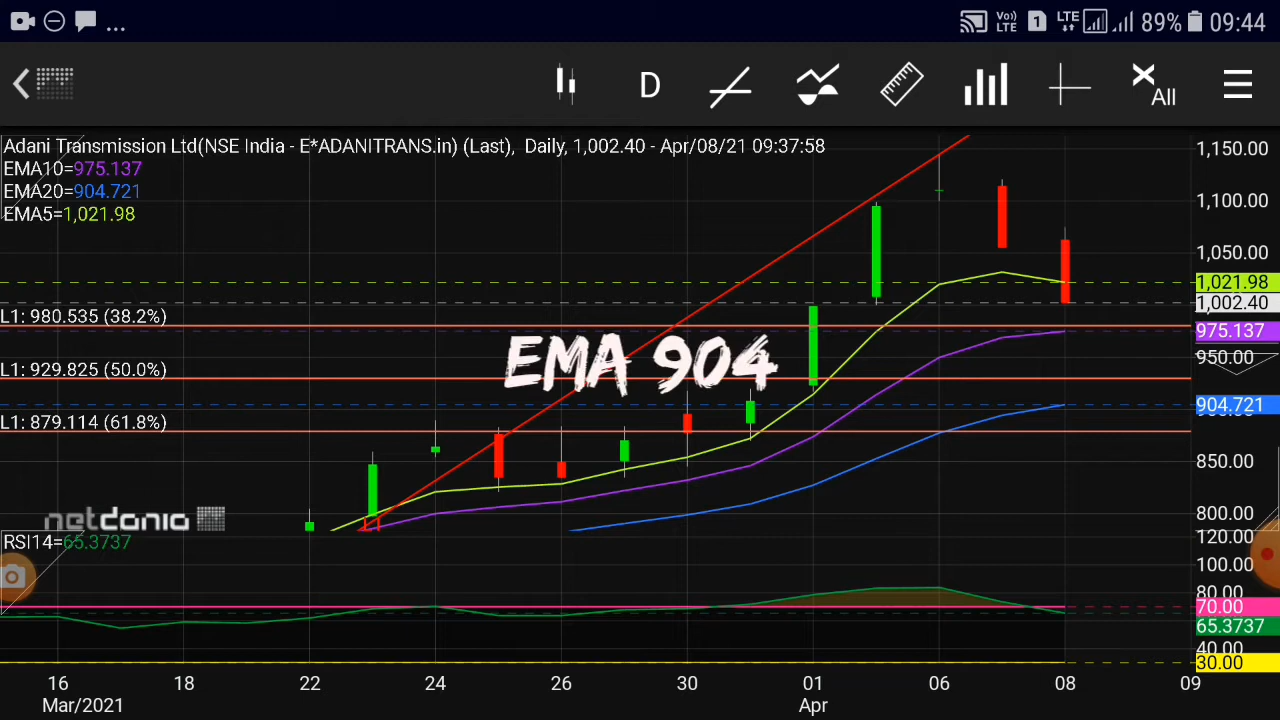 ... Vo)) LTE 1 LTE 89% 09:44
D All
Adani Transmission Ltd(NSE India - E*ADANITRANS.in) (Last), Daily, 1,002.40 - Apr/08/21 09:37:58
EMA10=975.137
EMA20=904.721
EMA5=1,021.98
1,150.00
1,100.00
1,050.00
1,021.98
1,002.40
L1: 980.535 (38.2%)
975.137
EMA 904
950.00
L1: 929.825 (50.0%)
904.721
L1: 879.114 (61.8%)
850.00
800.00
netdania
RSI14=65.3737
120.00
100.00
80.00
70.00
65.3737
40.00
30.00
16 18 22 24 26 30 01 06 08 09
Mar/2021 Apr